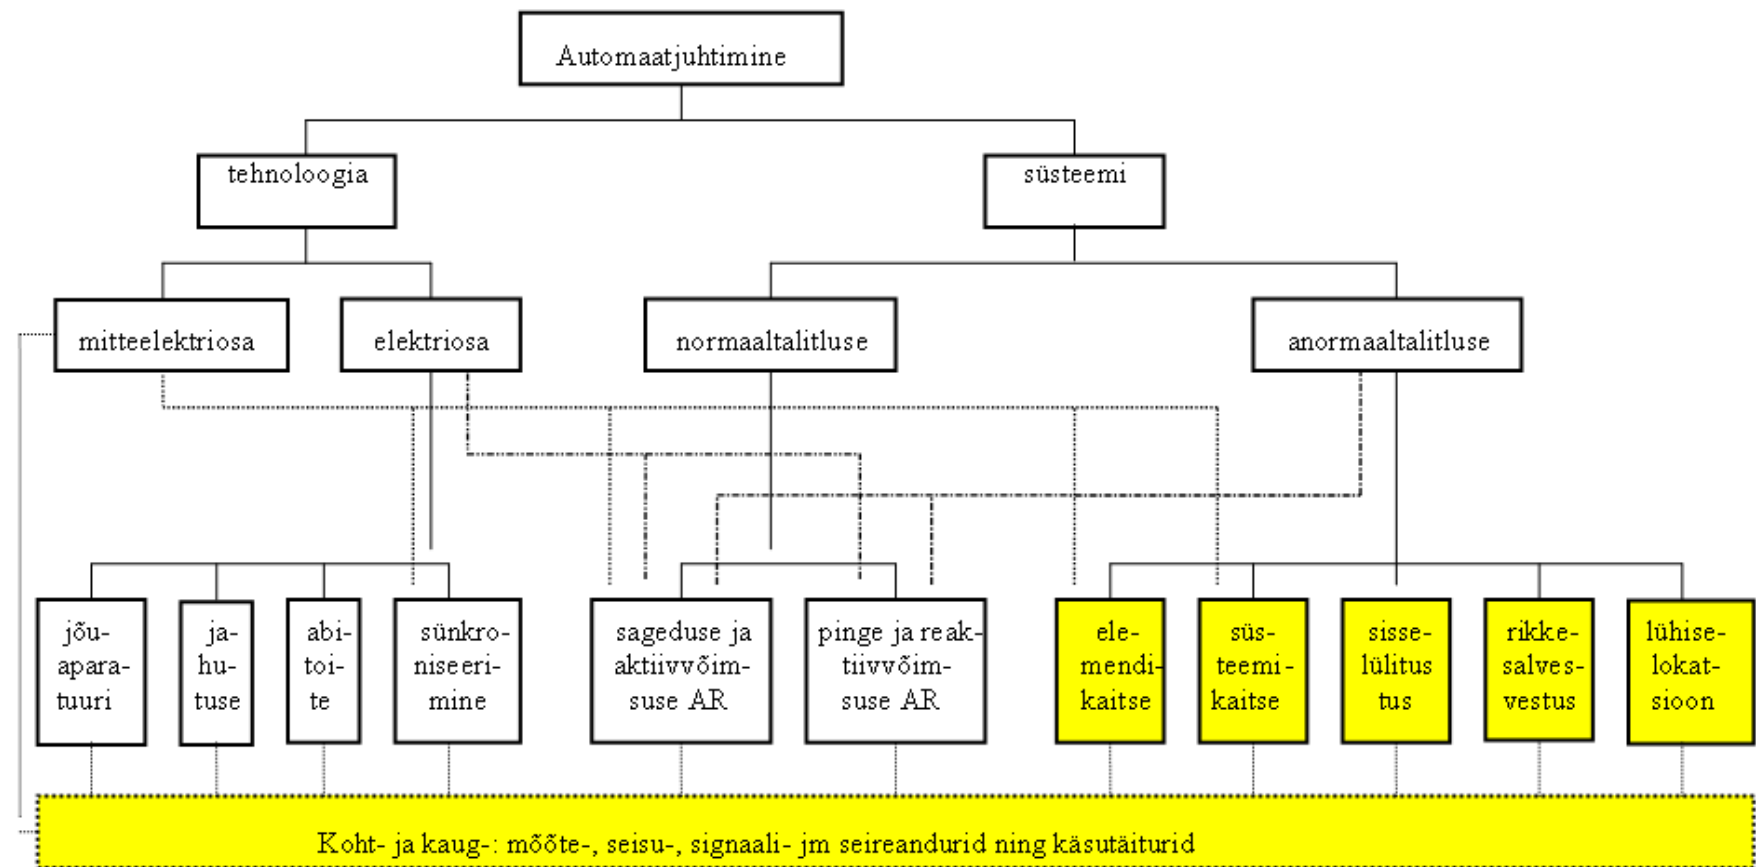 Automaatjuhtimine
tehnoloogia
süsteemi
mitteelektriosa
elektriosa
normaaltalitluse
anormaaltalitluse
jõu-
apara-
tuuri
ja-
hu-
tuse
abi-
toi-
te
sünkro-
niseeri-
mine
sageduse ja
aktiivvõim-
suse AR
pinge ja reak-
tiivvõim-
suse AR
ele-
mendi-
kaitse
süs-
teemi-
kaitse
sisse-
lülitus
tus
rikke-
salves-
vestus
lühise-
lokat-
sioon
Koht- ja kaug-: mõõte-, seisu-, signaali- jm seireandurid ning käsutäiturid